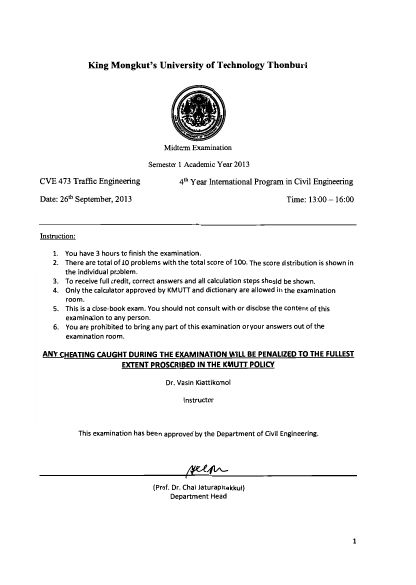 King Mongkut's University of Technology Thonburi
Midterm Examination
Semester 1 Academic Year 2013
CVE 473 Traffic Engineering 4th Year International Program in Civil Engineering
Date: 26th September, 2013 Time: 13:00 – 16:00
Instruction:
1. You have 3 hours to finish the examination.
2. There are total of 10 problems with the total score of 100. The score distribution is shown in
the individual problem.
3. To receive full credit, correct answers and all calculation steps should be shown.
4. Only the calculator approved by KMUTT and dictionary are allowed in the examination
room.
5. This is a close-book exam. You should not consult with or disclose the content of this
examination to any person.
6. You are prohibited to bring any part of this examination or your answers out of the
examination room.
ANY CHEATING CAUGHT DURING THE EXAMINATION WILL BE PENALIZED TO THE FULLEST
EXTENT PROSCRIBED IN THE KMUTT POLICY
Dr. Vasin Kiattikomol
Instructor
This examination has been approved by the Department of Civil Engineering.
(Prof. Dr. Chai Jaturapitakkul)
Department Head
1